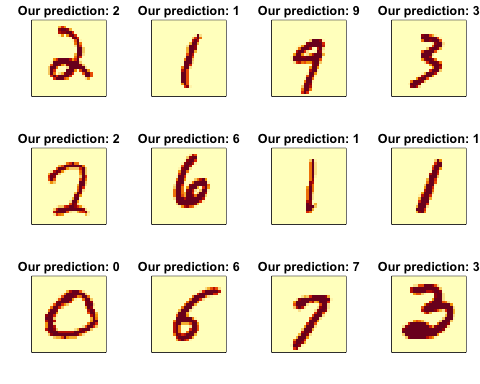 Our prediction: 2 Our prediction: 1 Our prediction: 9 Our prediction: 3
2 1 9 3
Our prediction: 2 Our prediction: 6 Our prediction: 1 Our prediction: 1
2 6 1 1
Our prediction: 0 Our prediction: 6 Our prediction: 7 Our prediction: 3
0 6 7 3